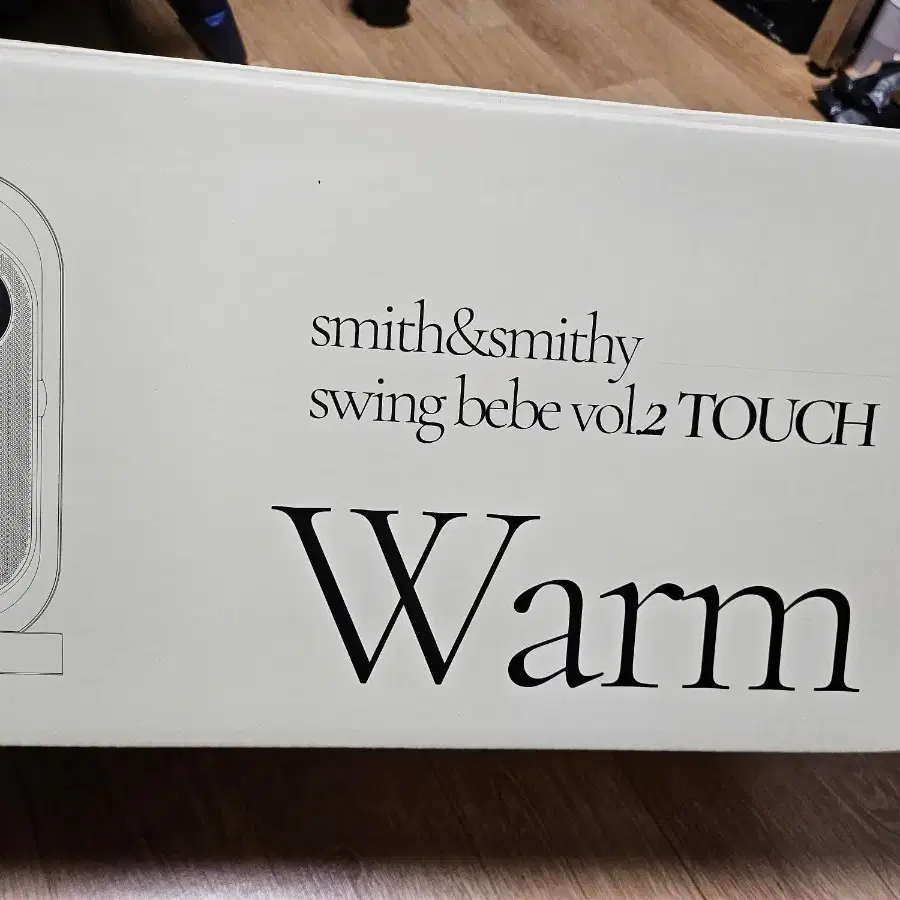 smith&smithy
swing bebe vol.2 TOUCH
Warm